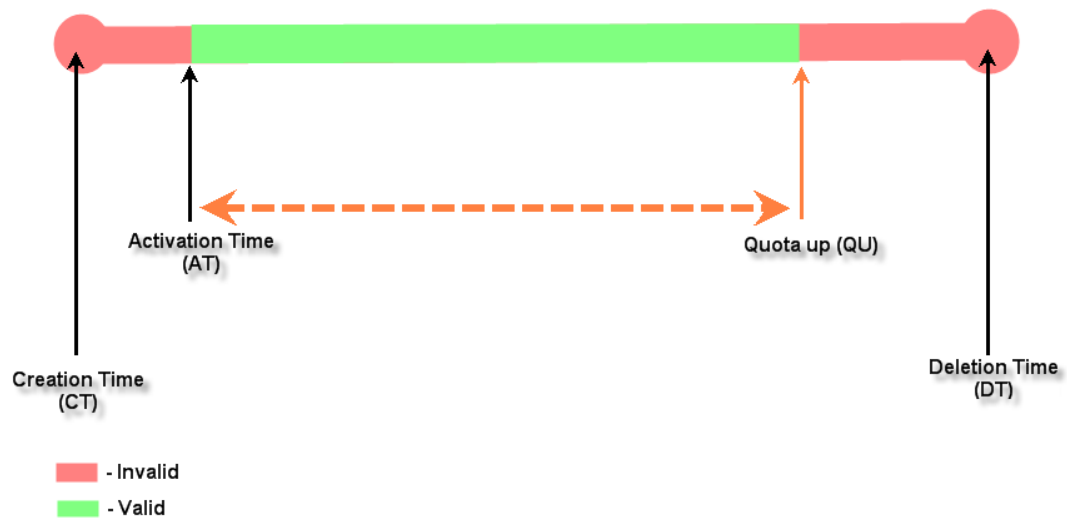 Activation Time
(AT)
Quota up (QU)
Creation Time
(CT)
Deletion Time
(DT)
- Invalid
- Valid